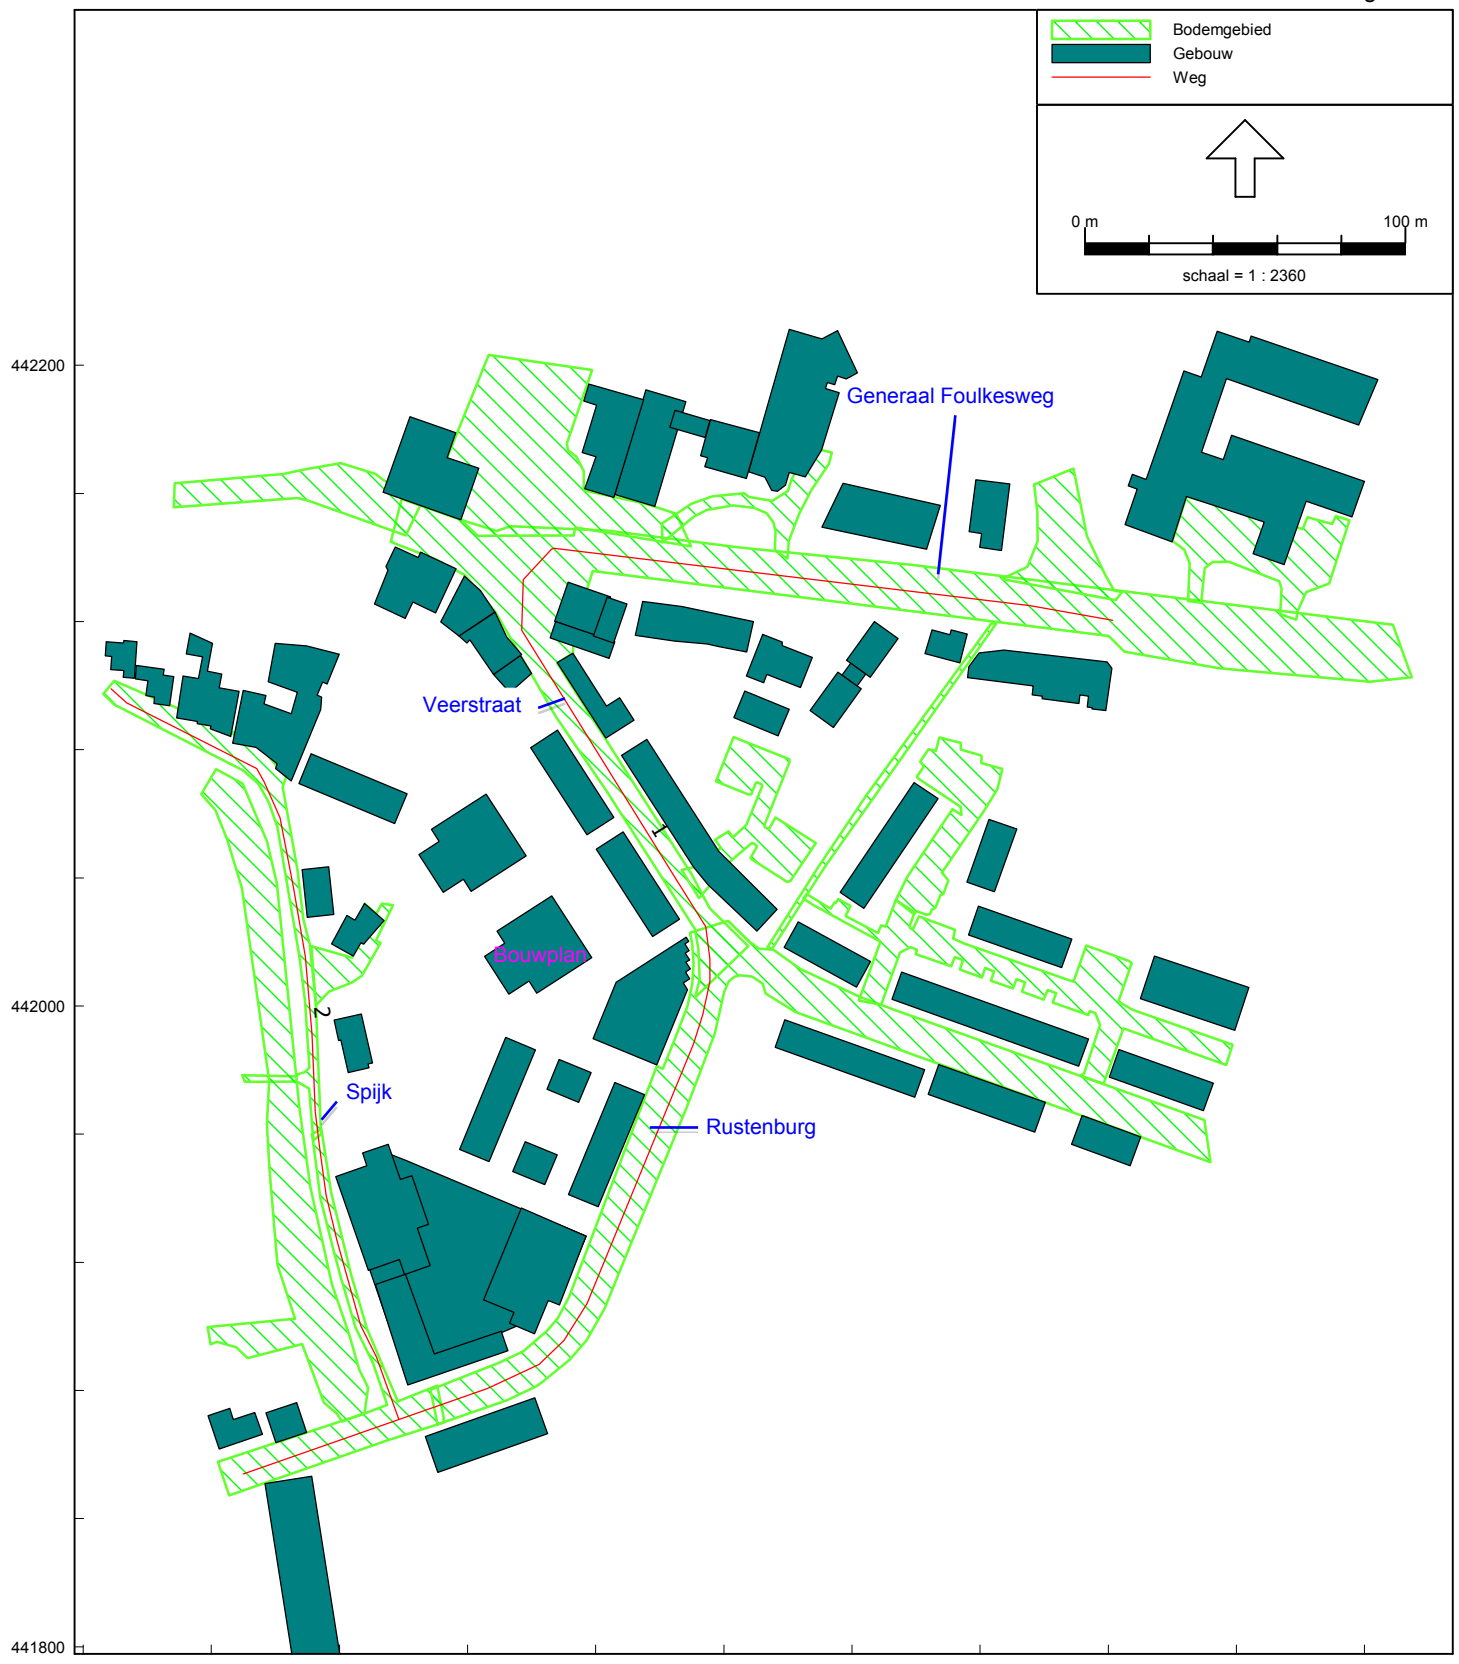 Bodemgebied
Gebouw
Weg
0 m 100 m
schaal = 1 : 2360
442200
Generaal Foulkesweg
Veerstraat
1
Bouwplan
442000
2
Spijk
Rustenburg
441800